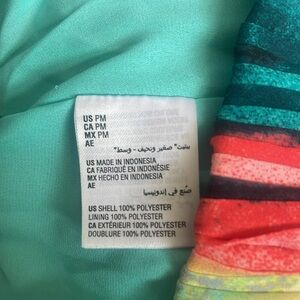 US PM
CA PM
MX PM
AE
بيتيت" صغير ونحيف - وسط"
US MADE IN INDONESIA
CA FABRIQUÉ EN INDONÉSIE
MX HECHO EN INDONESIA
AE
صنع في إندونيسيا
US SHELL 100% POLYESTER
LINING 100% POLYESTER
CA EXTÉRIEUR 100% POLYESTER
DOUBLURE 100% POLYESTER